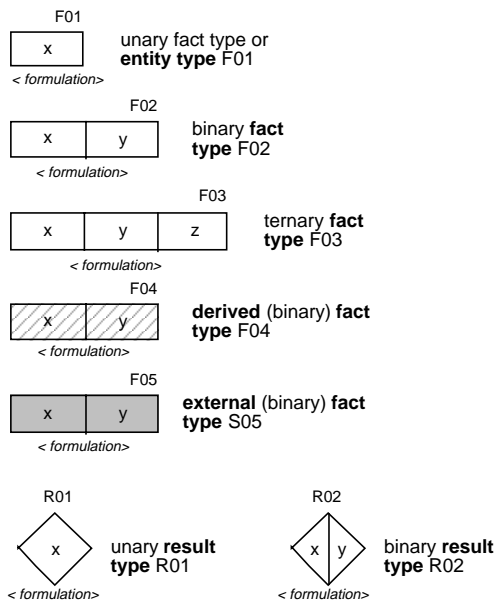 F01
x
unary fact type or
entity type F01
< formulation>
F02
x y
binary fact
type F02
< formulation>
F03
x y z
ternary fact
type F03
< formulation>
F04
x y
derived (binary) fact
type F04
< formulation>
F05
x y
external (binary) fact
type S05
< formulation>
R01
x
unary result
type R01
< formulation>
R02
x y
binary result
type R02
< formulation>